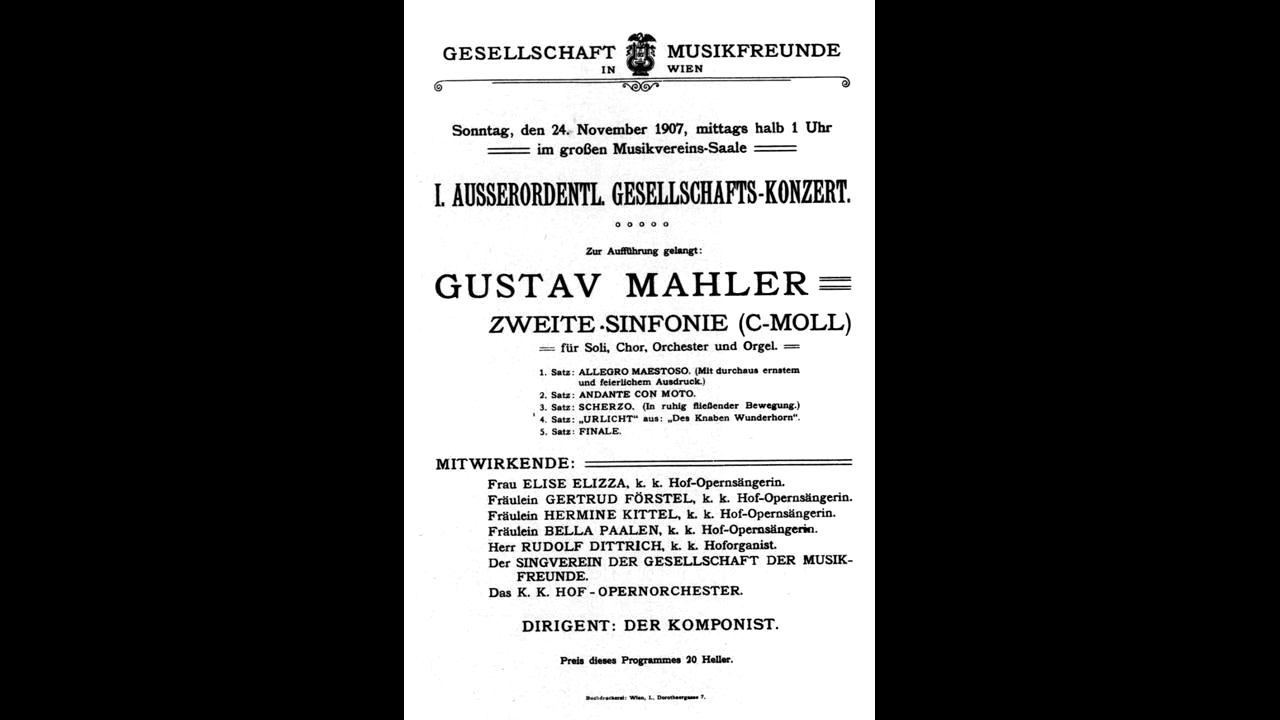 GESELLSCHAFT MUSIKFREUNDE
IN WIEN
Sonntag, den 24. November 1907, mittags halb 1 Uhr
im großen Musikvereins-Saale
I. AUSSERORDENTL. GESELLSCHAFTS-KONZERT.
Zur Aufführung gelangt:
GUSTAV MAHLER
ZWEITE SINFONIE (C-MOLL)
für Soli, Chor, Orchester und Orgel.
1. Satz: ALLEGRO MAESTOSO. (Mit durchaus ernstem
und feierlichem Ausdruck.)
2. Satz: ANDANTE CON MOTO.
3. Satz: SCHERZO. (In ruhig fließender Bewegung.)
4. Satz: „URLICHT“ aus: „Des Knaben Wunderhorn“.
5. Satz: FINALE.
MITWIRKENDE:
Frau ELISE ELIZZA, k. k. Hof-Opernsängerin.
Fräulein GERTRUD FÖRSTEL, k. k. Hof-Opernsängerin.
Fräulein HERMINE KITTEL, k. k. Hof-Opernsängerin.
Fräulein BELLA PAALEN, k. k. Hof-Opernsängerin.
Herr RUDOLF DITTRICH, k. k. Hoforganist.
Der SINGVEREIN DER GESELLSCHAFT DER MUSIK-
FREUNDE.
Das K. K. HOF-OPERNORCHESTER.
DIRIGENT: DER KOMPONIST.
Preis dieses Programmes 20 Heller.
Buchdruckerei: Wien, I., Dorotheergasse 7.